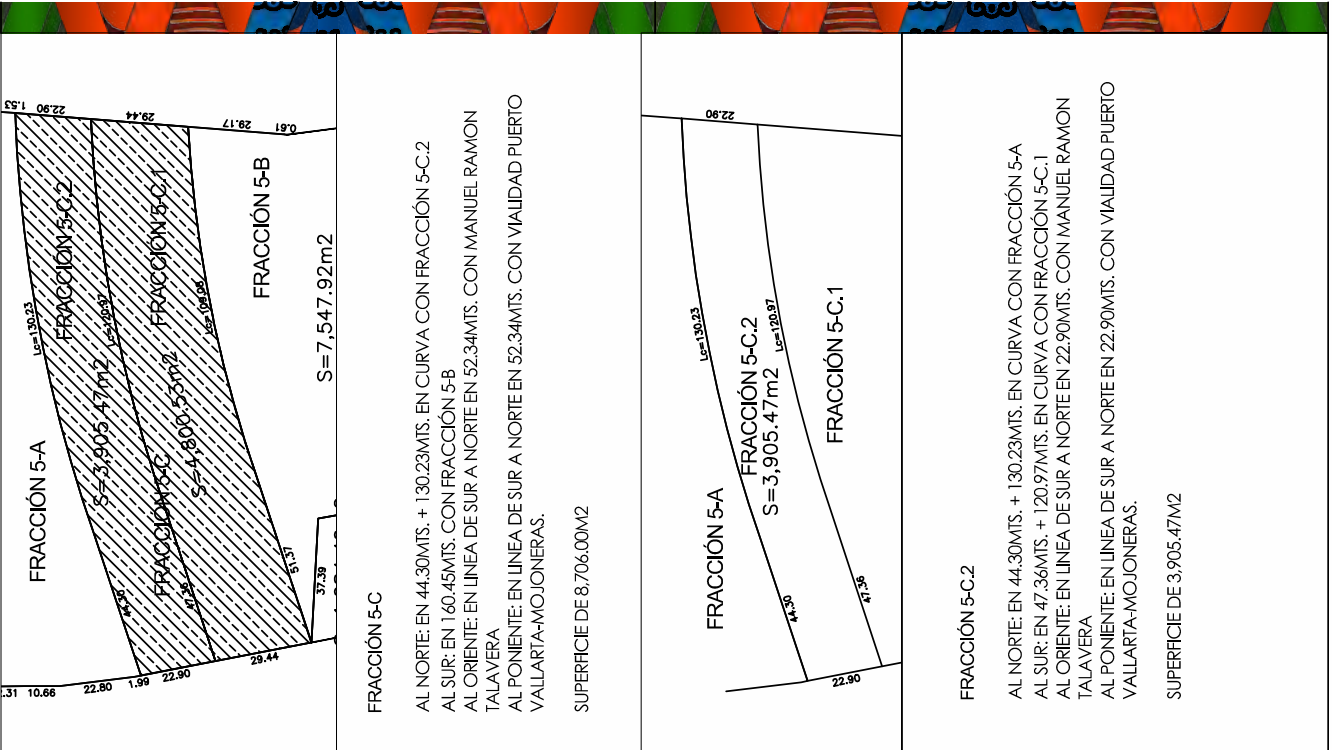 1.53
22.90
29.44
29.17
0.61
FRACCIÓN 5-A
Lc=130.23
FRACCIÓN 5-C.2
S=3,905.47m2
Lc=120.97
FRACCIÓN 5-C.1
S=4,800.53m2
FRACCIÓN 5-C
FRACCIÓN 5-B
S=7,547.92m2
44.30
47.36
51.37
37.39
10.66
22.80
1.99
22.90
29.44
FRACCIÓN 5-C
AL NORTE: EN 44.30MTS. + 130.23MTS. EN CURVA CON FRACCIÓN 5-C.2
AL SUR: EN 160.45MTS. CON FRACCIÓN 5-B
AL ORIENTE: EN LINEA DE SUR A NORTE EN 52.34MTS. CON MANUEL RAMON
TALAVERA
AL PONIENTE: EN LINEA DE SUR A NORTE EN 52.34MTS. CON VIALIDAD PUERTO
VALLARTA-MOJONERAS.
SUPERFICIE DE 8,706.00M2
22.90
Lc=130.23
Lc=120.97
FRACCIÓN 5-A
FRACCIÓN 5-C.2
S=3,905.47m2
FRACCIÓN 5-C.1
44.30
47.36
22.90
FRACCIÓN 5-C.2
AL NORTE: EN 44.30MTS. + 130.23MTS. EN CURVA CON FRACCIÓN 5-A
AL SUR: EN 47.36MTS. + 120.97MTS. EN CURVA CON FRACCIÓN 5-C.1
AL ORIENTE: EN LINEA DE SUR A NORTE EN 22.90MTS. CON MANUEL RAMON
TALAVERA
AL PONIENTE: EN LINEA DE SUR A NORTE EN 22.90MTS. CON VIALIDAD PUERTO
VALLARTA-MOJONERAS.
SUPERFICIE DE 3,905.47M2